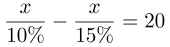 x/10% − x/15% = 20